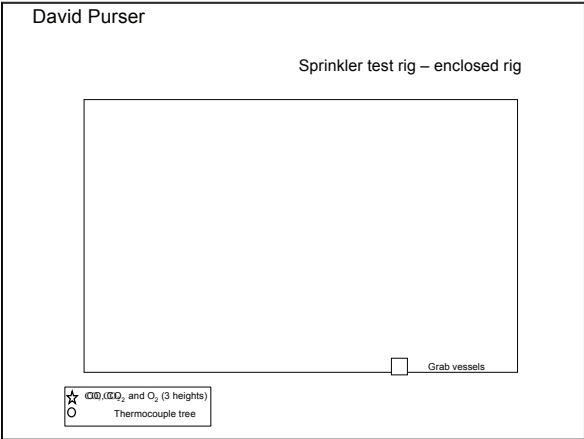 David Purser
Sprinkler test rig – enclosed rig
Grab vessels
CO, CO₂ and O₂ (3 heights)
Thermocouple tree